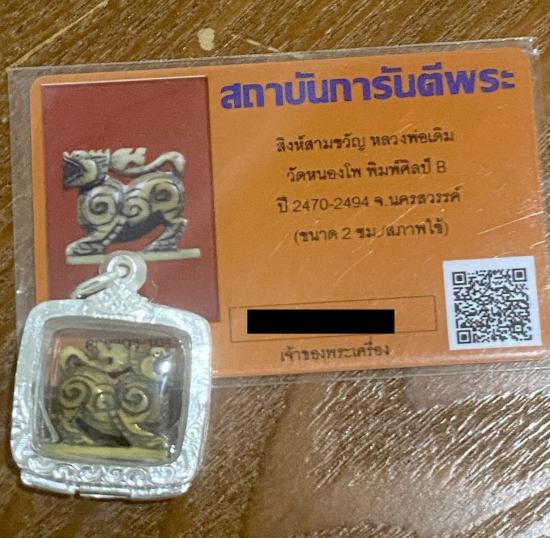 สถาบันการันตีพระ
สิงห์สามขวัญ หลวงพ่อเดิม
วัดหนองโพ พิมพ์ศิลป์ B
ปี 2470-2494 จ.นครสวรรค์
(ขนาด 2 ซม./สภาพใช้)
เจ้าของพระเครื่อง